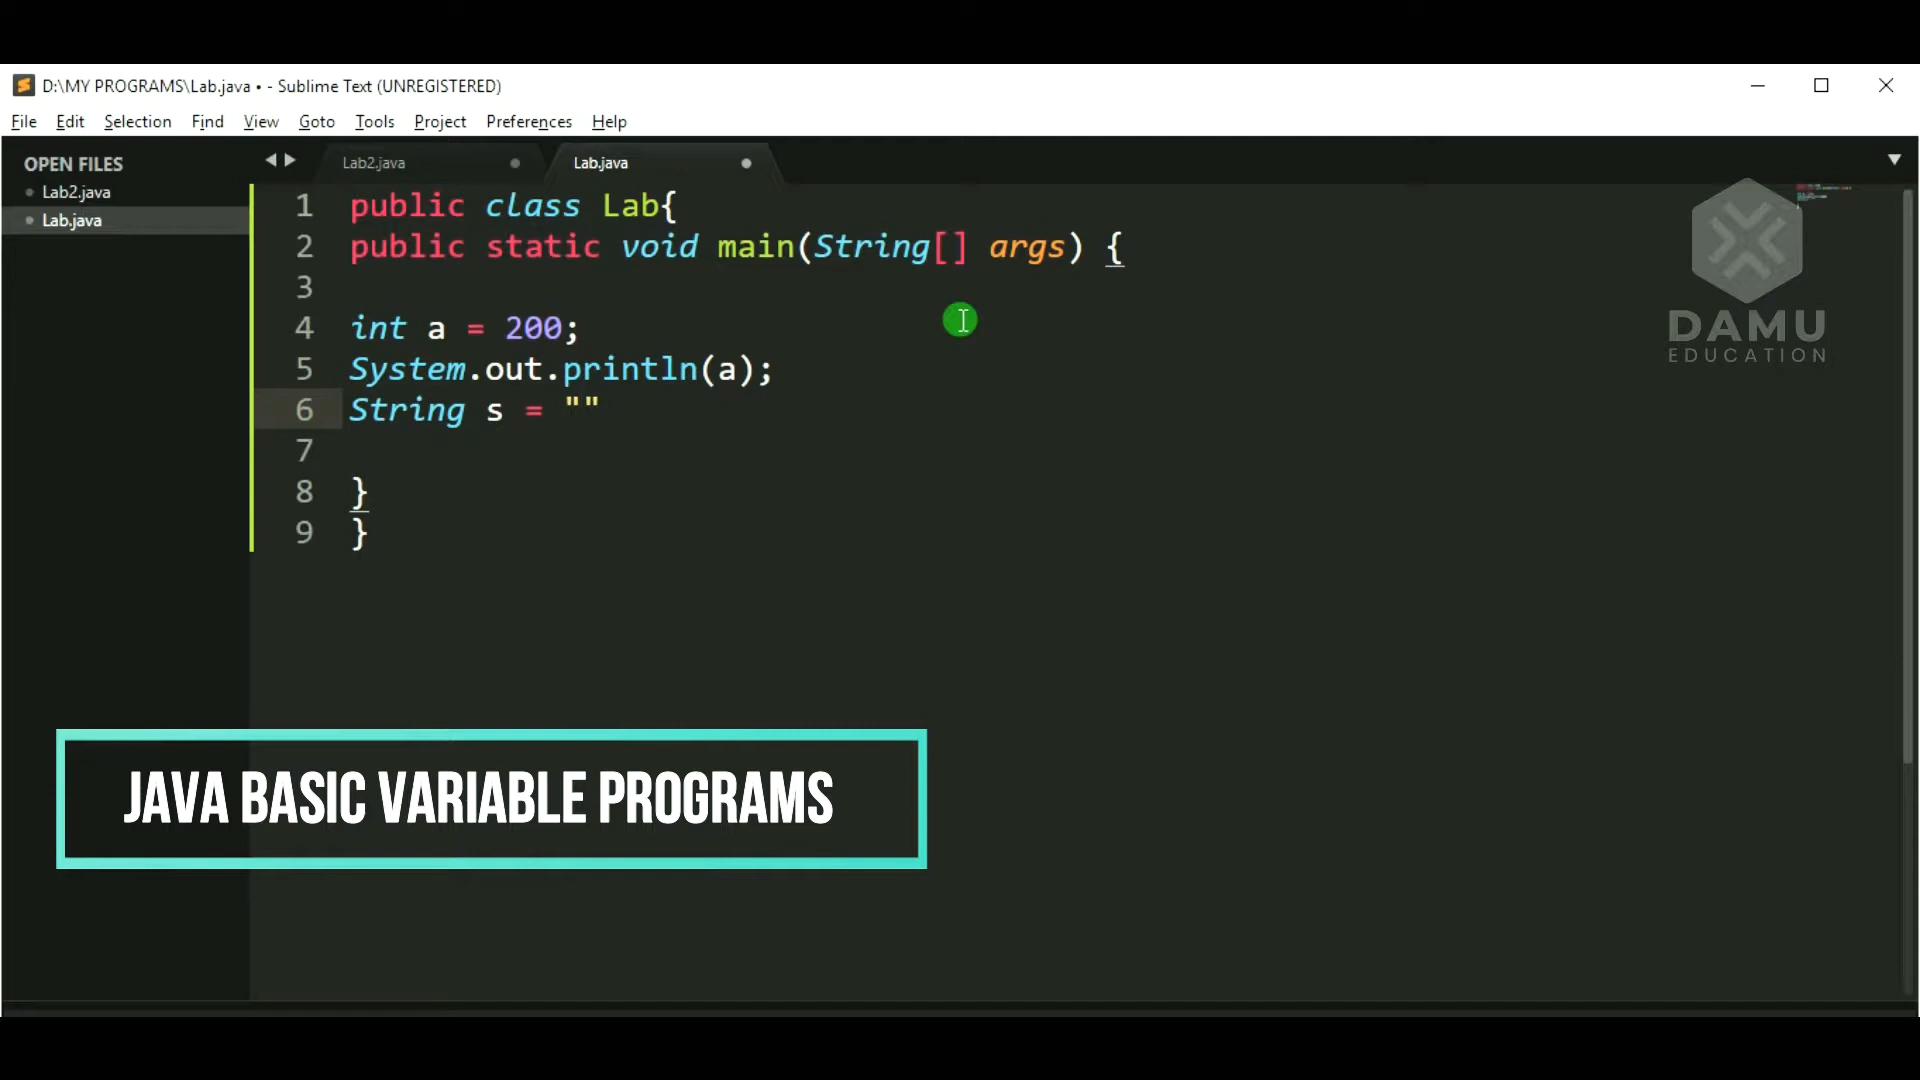 D:\MY PROGRAMS\Lab.java • - Sublime Text (UNREGISTERED)
File Edit Selection Find View Goto Tools Project Preferences Help
OPEN FILES
Lab2.java
Lab.java
Lab2.java Lab.java
1 public class Lab{
2 public static void main(String[] args) {
3
4 int a = 200;
5 System.out.println(a);
6 String s = ""
7
8 }
9 }
DAMU
EDUCATION
JAVA BASIC VARIABLE PROGRAMS